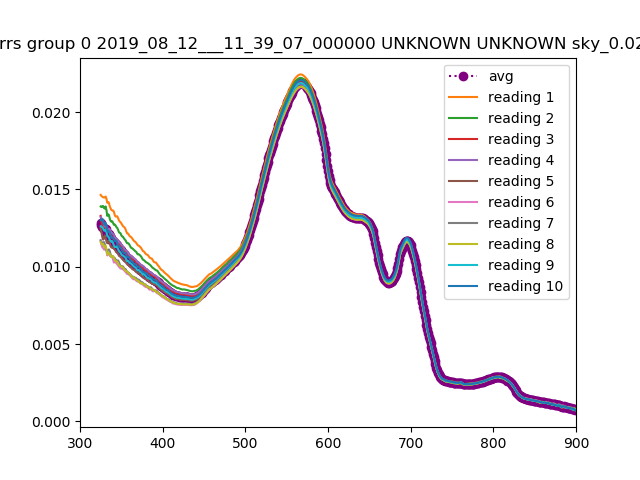 rrs group 0 2019_08_12___11_39_07_000000 UNKNOWN UNKNOWN sky_0.02
avg
reading 1
reading 2
reading 3
reading 4
reading 5
reading 6
reading 7
reading 8
reading 9
reading 10
0.020
0.015
0.010
0.005
0.000
300 400 500 600 700 800 900